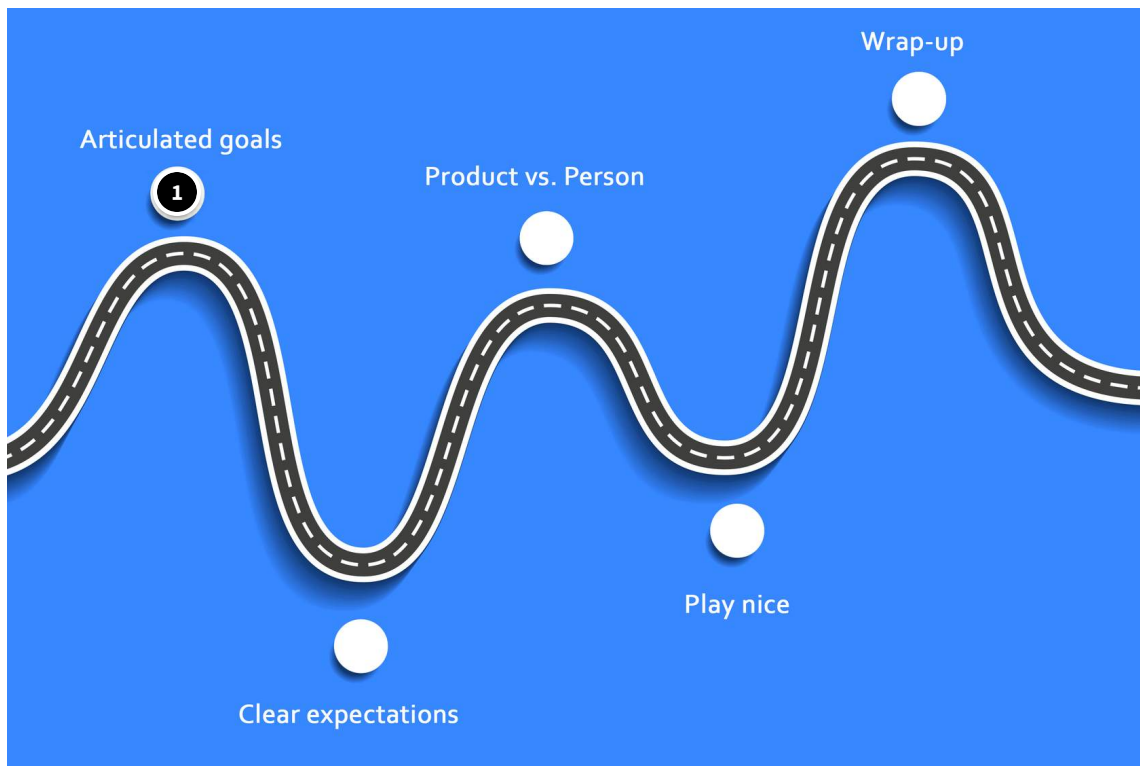 Articulated goals
1
Clear expectations
Product vs. Person
Play nice
Wrap-up